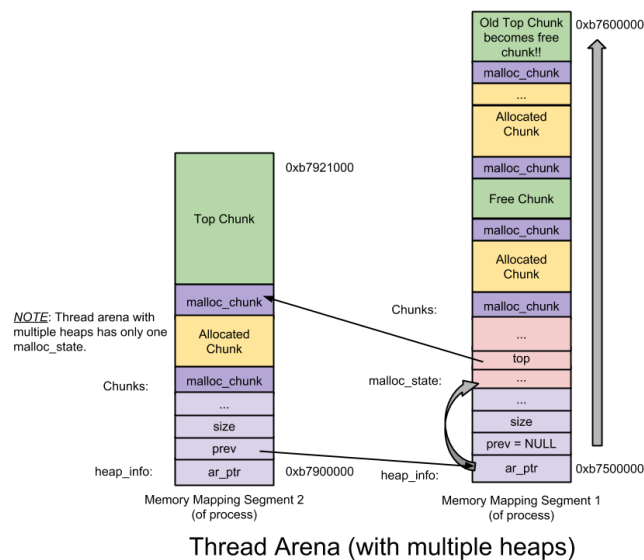 Old Top Chunk
becomes free
chunk!!
0xb7600000
malloc_chunk
...
Allocated
Chunk
malloc_chunk
Free Chunk
malloc_chunk
Allocated
Chunk
malloc_chunk
Chunks:
...
top
malloc_state:
...
...
size
prev = NULL
heap_info:
ar_ptr
0xb7500000
Memory Mapping Segment 1
(of process)
0xb7921000
Top Chunk
malloc_chunk
NOTE: Thread arena with
multiple heaps has only one
malloc_state.
Allocated
Chunk
Chunks:
malloc_chunk
...
size
prev
heap_info:
ar_ptr
0xb7900000
Memory Mapping Segment 2
(of process)
Thread Arena (with multiple heaps)